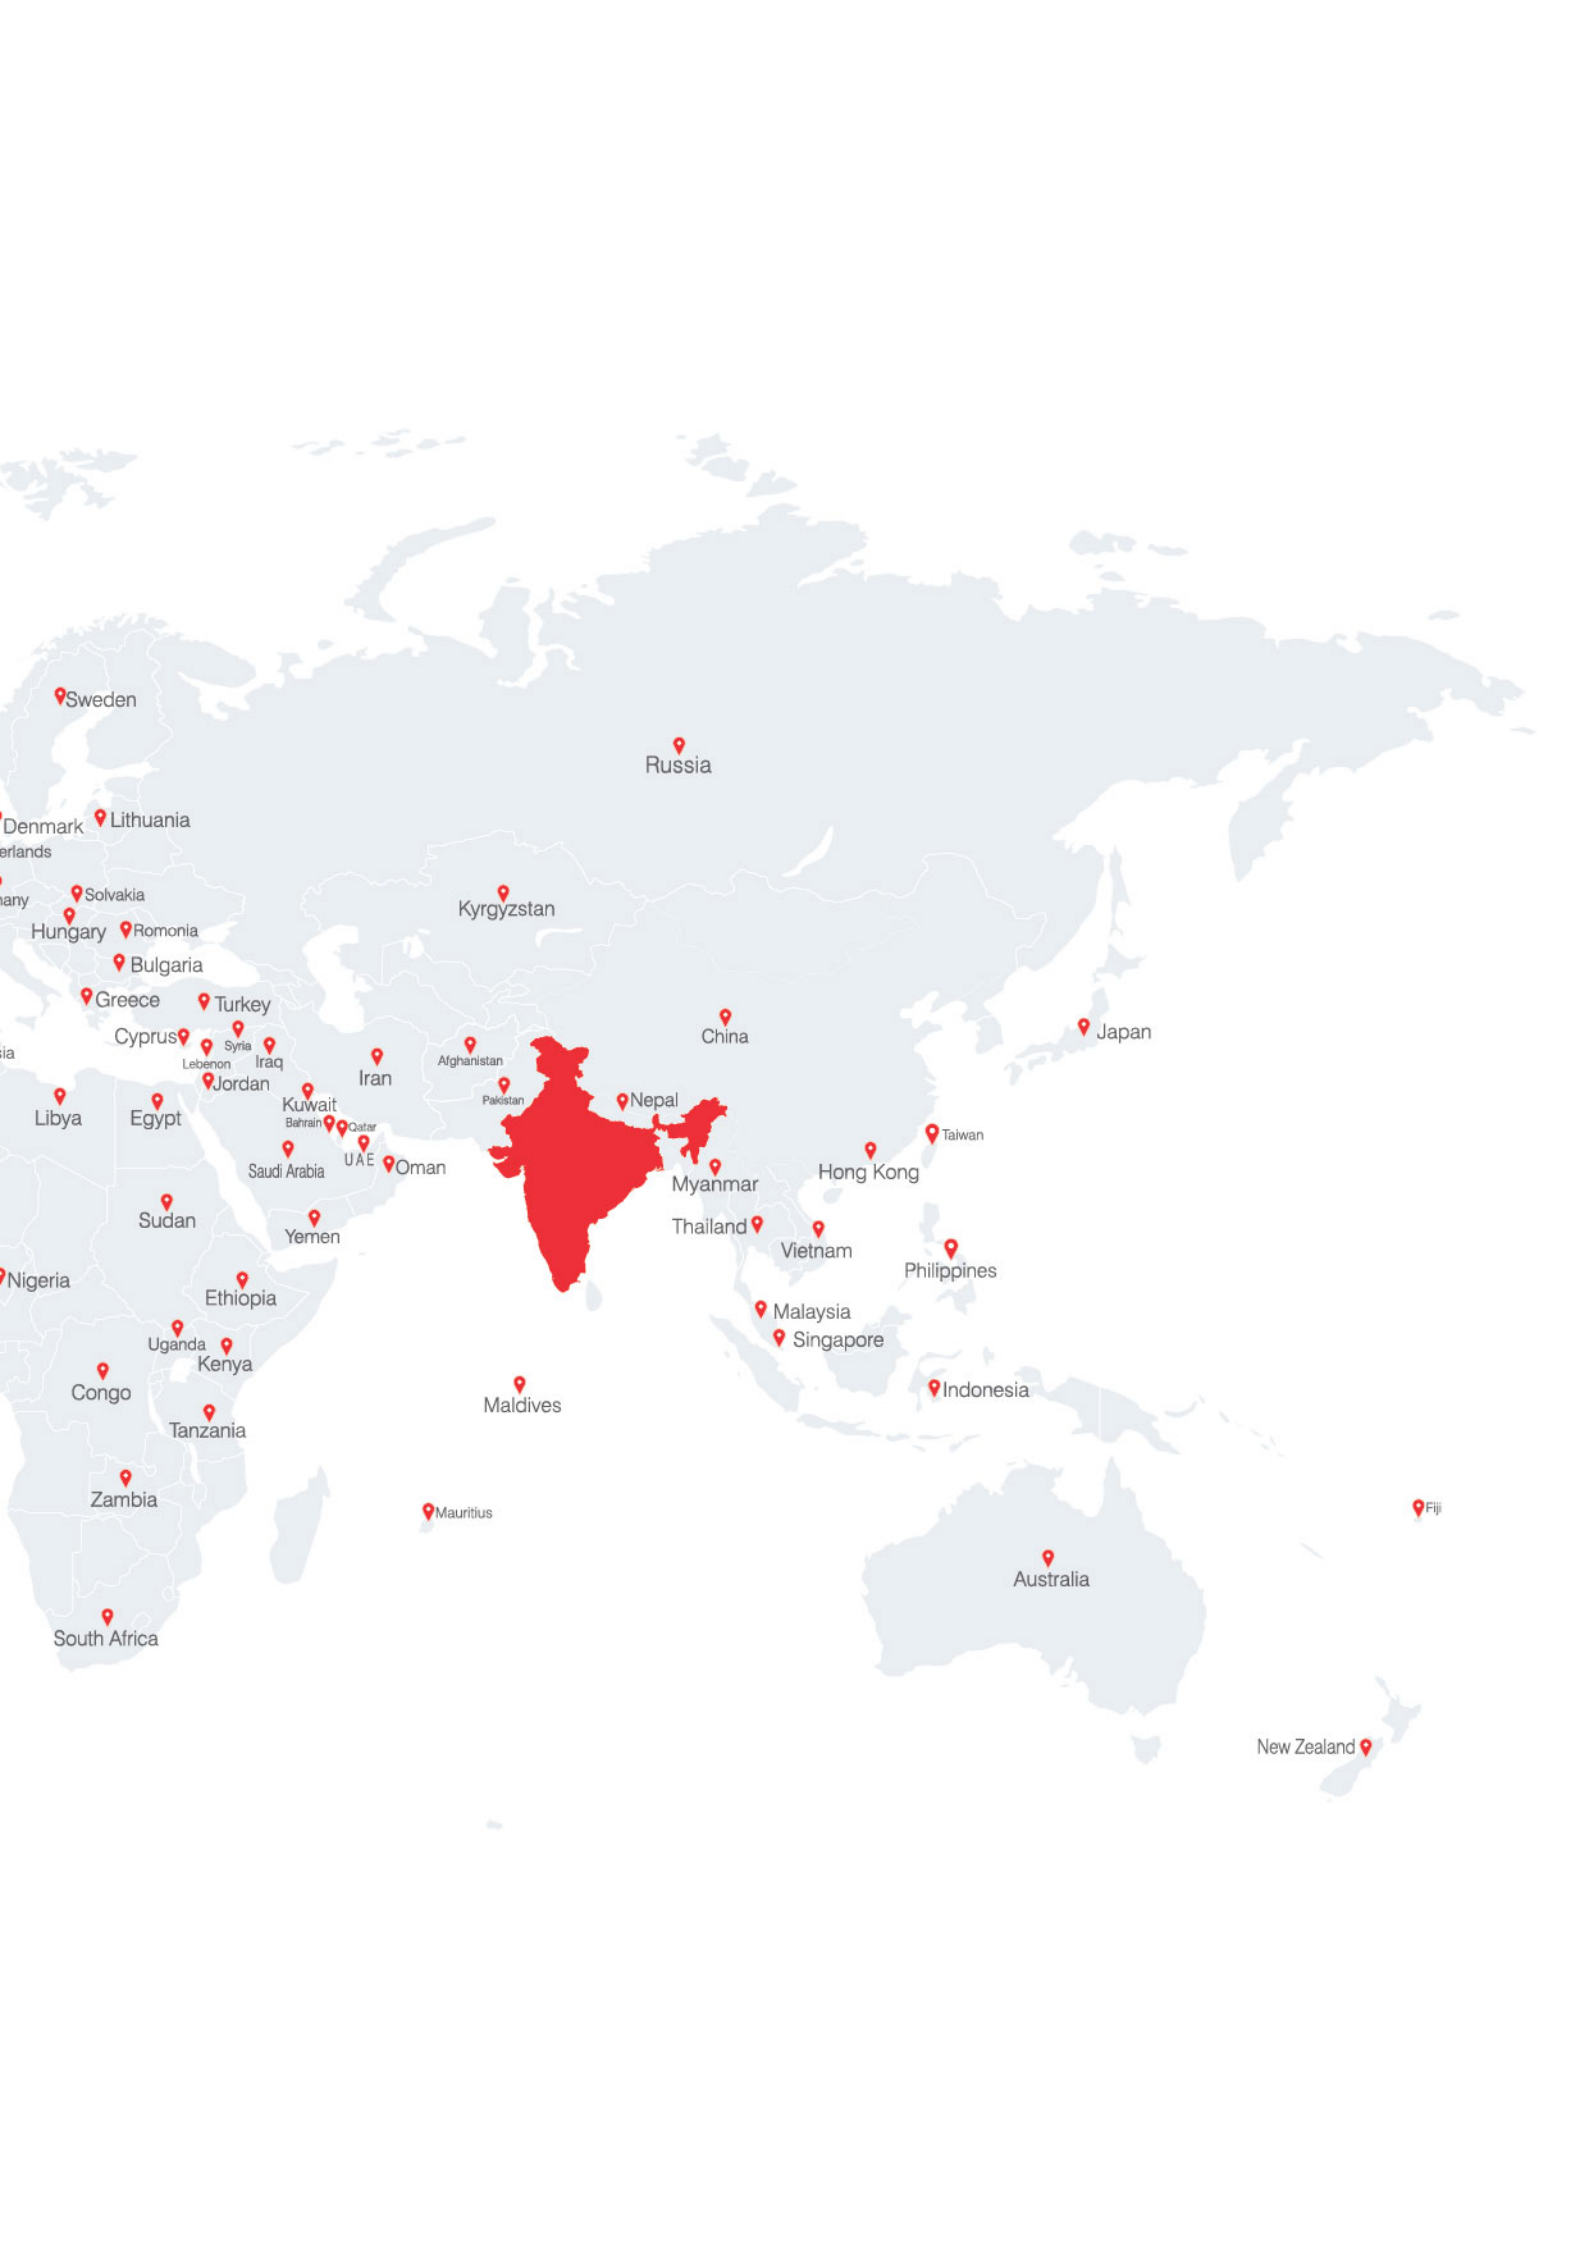 Sweden
Russia
Lithuania
Denmark
erlands
Solvakia
any
Kyrgyzstan
Hungary
Romonia
Bulgaria
Greece
Turkey
Cyprus
Syria
Iraq
Lebenon
Iran
Afghanistan
China
Japan
sia
Jordan
Kuwait
Pakistan
Nepal
Libya
Egypt
Bahrain
Qatar
UAE
Taiwan
Saudi Arabia
Oman
Hong Kong
Myanmar
Sudan
Yemen
Thailand
Vietnam
Philippines
Nigeria
Ethiopia
Malaysia
Uganda
Kenya
Singapore
Congo
Maldives
Indonesia
Tanzania
Zambia
Mauritius
Fiji
Australia
South Africa
New Zealand